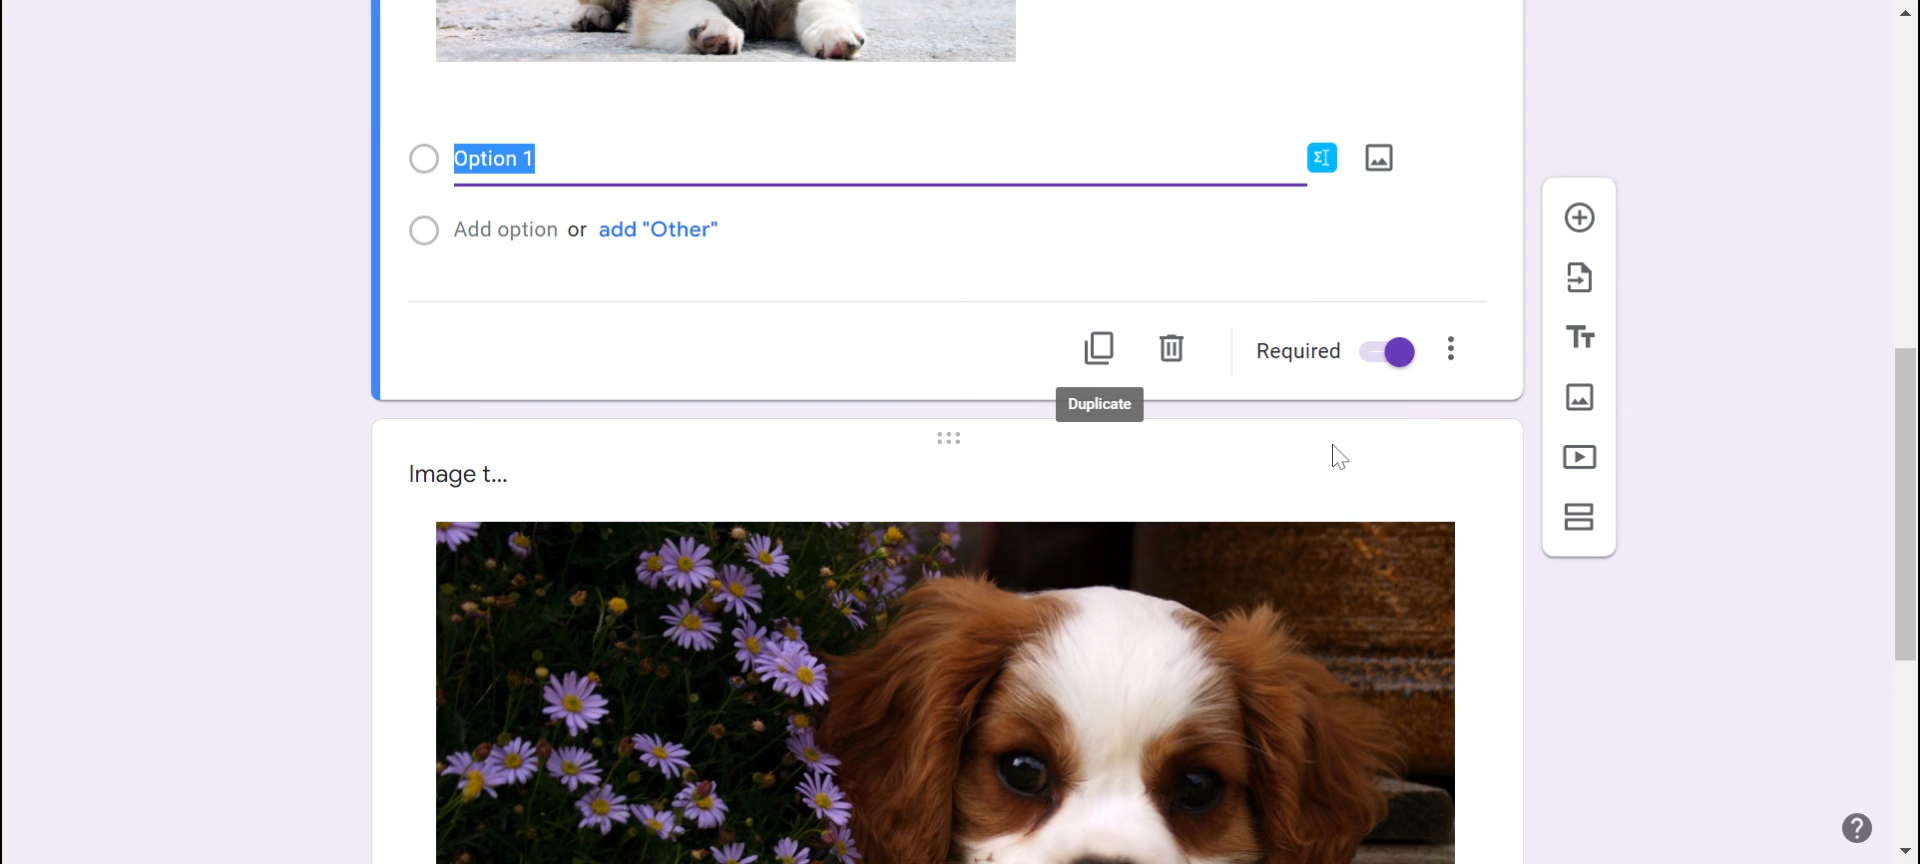 Option 1
Add option or add "Other"
Required
Duplicate
Image t...